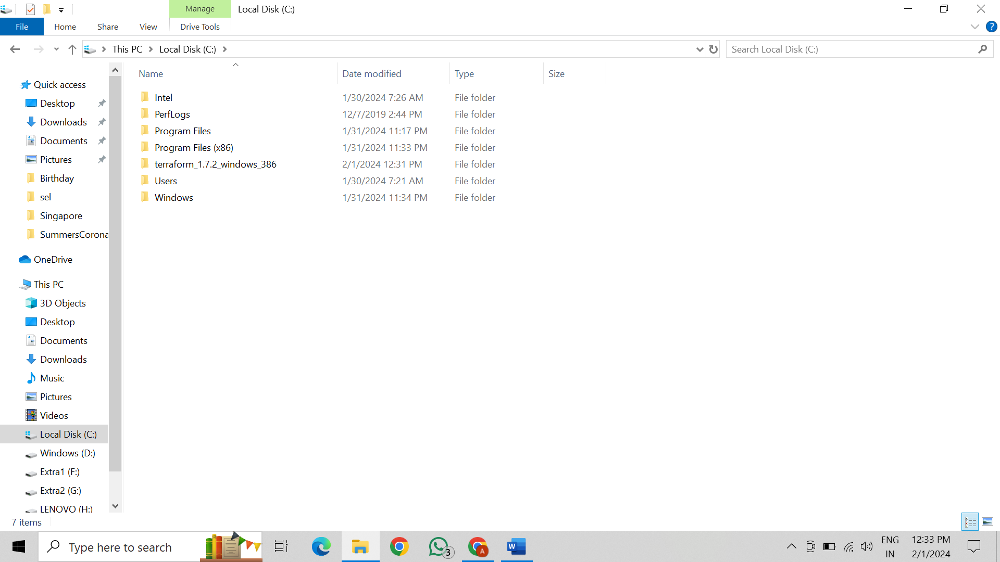 Manage
Local Disk (C:)
File
Home
Share
View
Drive Tools
This PC
Local Disk (C:)
Search Local Disk (C:)
Name
Date modified
Type
Size
Intel 1/30/2024 7:26 AM File folder
PerfLogs 12/7/2019 2:44 PM File folder
Program Files 1/31/2024 11:17 PM File folder
Program Files (x86) 1/31/2024 11:33 PM File folder
terraform_1.7.2_windows_386 2/1/2024 12:31 PM File folder
Users 1/30/2024 7:21 AM File folder
Windows 1/31/2024 11:34 PM File folder
Quick access
Desktop
Downloads
Documents
Pictures
Birthday
sel
Singapore
SummersCorona
OneDrive
This PC
3D Objects
Desktop
Documents
Downloads
Music
Pictures
Videos
Local Disk (C:)
Windows (D:)
Extra1 (F:)
Extra2 (G:)
LENOVO (H:)
7 items
Type here to search
3
A
W
ENG
IN
12:33 PM
2/1/2024